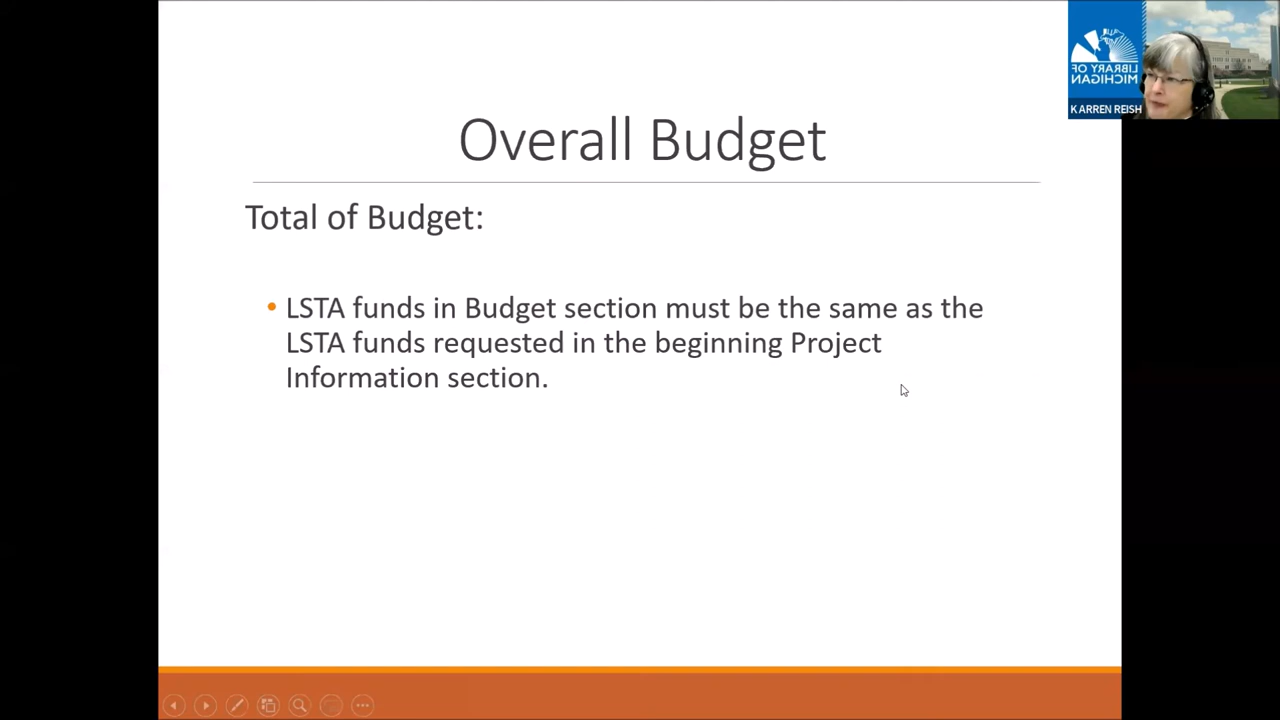 Overall Budget
Total of Budget:
• LSTA funds in Budget section must be the same as the
LSTA funds requested in the beginning Project
Information section.
LIBRARY OF
MICHIGAN
KARREN REISH